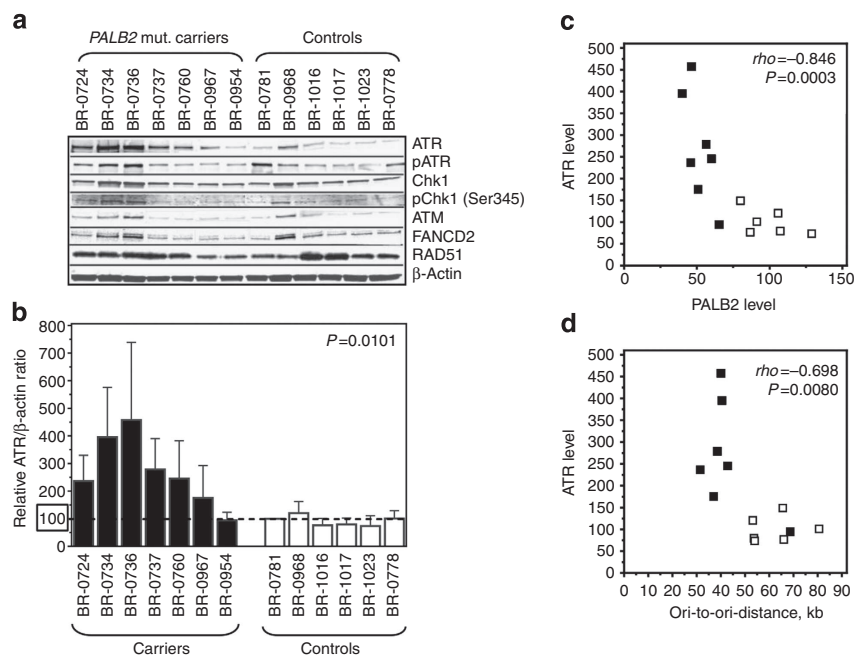 a
PALB2 mut. carriers
Controls
BR-0724
BR-0734
BR-0736
BR-0737
BR-0760
BR-0967
BR-0954
BR-0781
BR-0968
BR-1016
BR-1017
BR-1023
BR-0778
ATR
pATR
Chk1
pChk1 (Ser345)
ATM
FANCD2
RAD51
β-Actin
b
P=0.0101
Relative ATR/β-actin ratio
800
700
600
500
400
300
200
100
0
BR-0724
BR-0734
BR-0736
BR-0737
BR-0760
BR-0967
BR-0954
BR-0781
BR-0968
BR-1016
BR-1017
BR-1023
BR-0778
Carriers
Controls
c
rho=–0.846
P=0.0003
ATR level
500
450
400
350
300
250
200
150
100
50
0
0 50 100 150
PALB2 level
d
rho=–0.698
P=0.0080
ATR level
500
450
400
350
300
250
200
150
100
50
0
0 10 20 30 40 50 60 70 80 90
Ori-to-ori-distance, kb